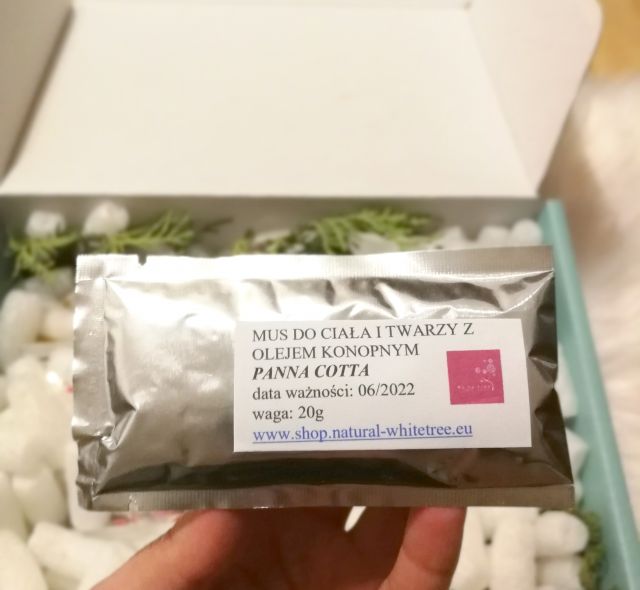 MUS DO CIAŁA I TWARZY Z
OLEJEM KONOPNYM
PANNA COTTA
data ważności: 06/2022
waga: 20g
www.shop.natural-whitetree.eu